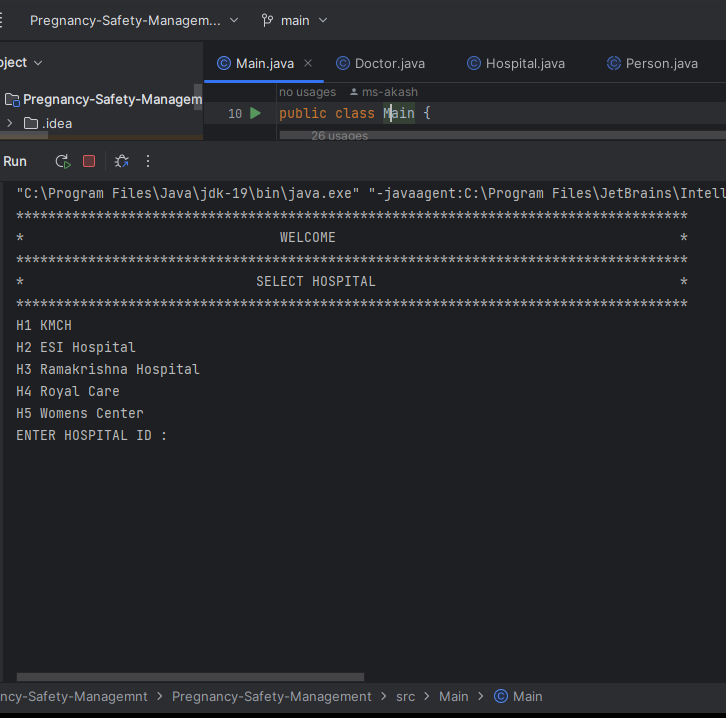 Pregnancy-Safety-Managem... main
oject
Main.java Doctor.java Hospital.java Person.java
Pregnancy-Safety-Managem
.idea
no usages ms-akash
10 public class Main {
26 usages
Run
"C:\Program Files\Java\jdk-19\bin\java.exe" "-javaagent:C:\Program Files\JetBrains\Intell
************************************************************************************
* WELCOME *
************************************************************************************
* SELECT HOSPITAL *
************************************************************************************
H1 KMCH
H2 ESI Hospital
H3 Ramakrishna Hospital
H4 Royal Care
H5 Womens Center
ENTER HOSPITAL ID :
ncy-Safety-Managemnt > Pregnancy-Safety-Management > src > Main > Main